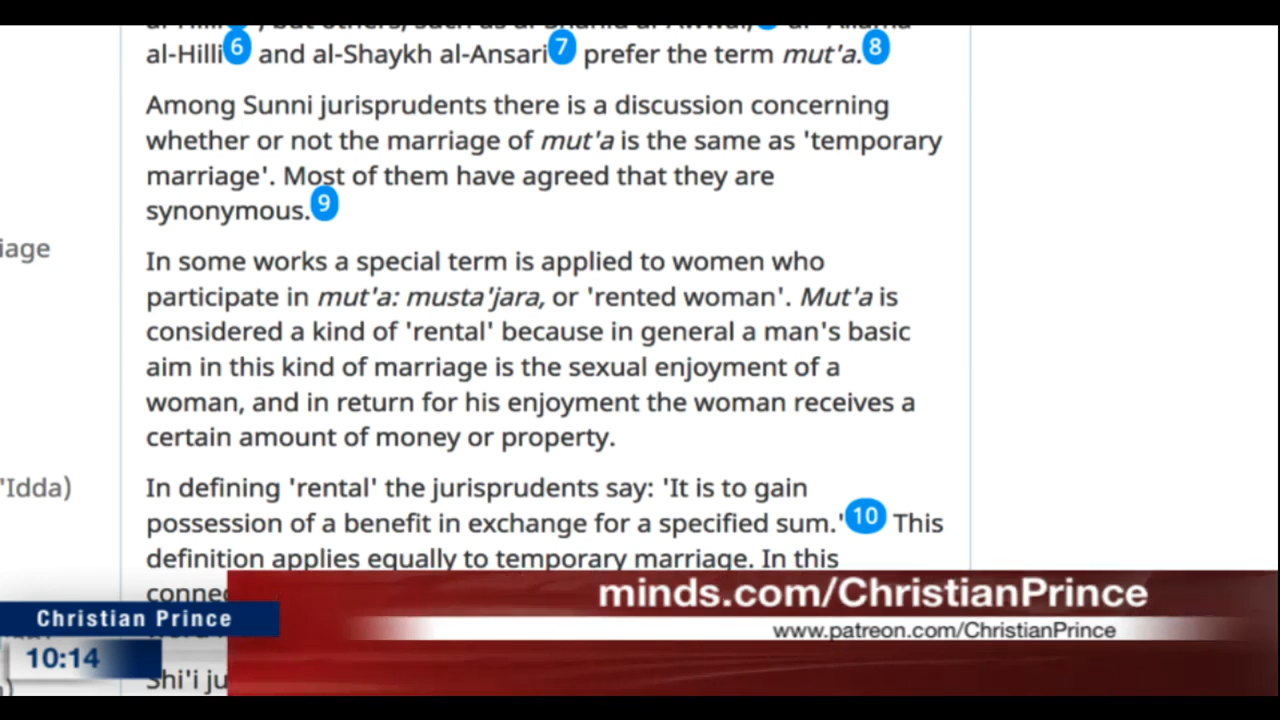 al-Hilli6 and al-Shaykh al-Ansari7 prefer the term mut'a.8
Among Sunni jurisprudents there is a discussion concerning
whether or not the marriage of mut'a is the same as 'temporary
marriage'. Most of them have agreed that they are
synonymous.9
iage
In some works a special term is applied to women who
participate in mut'a: musta'jara, or 'rented woman'. Mut'a is
considered a kind of 'rental' because in general a man's basic
aim in this kind of marriage is the sexual enjoyment of a
woman, and in return for his enjoyment the woman receives a
certain amount of money or property.
'Idda)
In defining 'rental' the jurisprudents say: 'It is to gain
possession of a benefit in exchange for a specified sum.'10 This
definition applies equally to temporary marriage. In this
connec
Shi'i ju
minds.com/ChristianPrince
www.patreon.com/ChristianPrince
Christian Prince
10:14